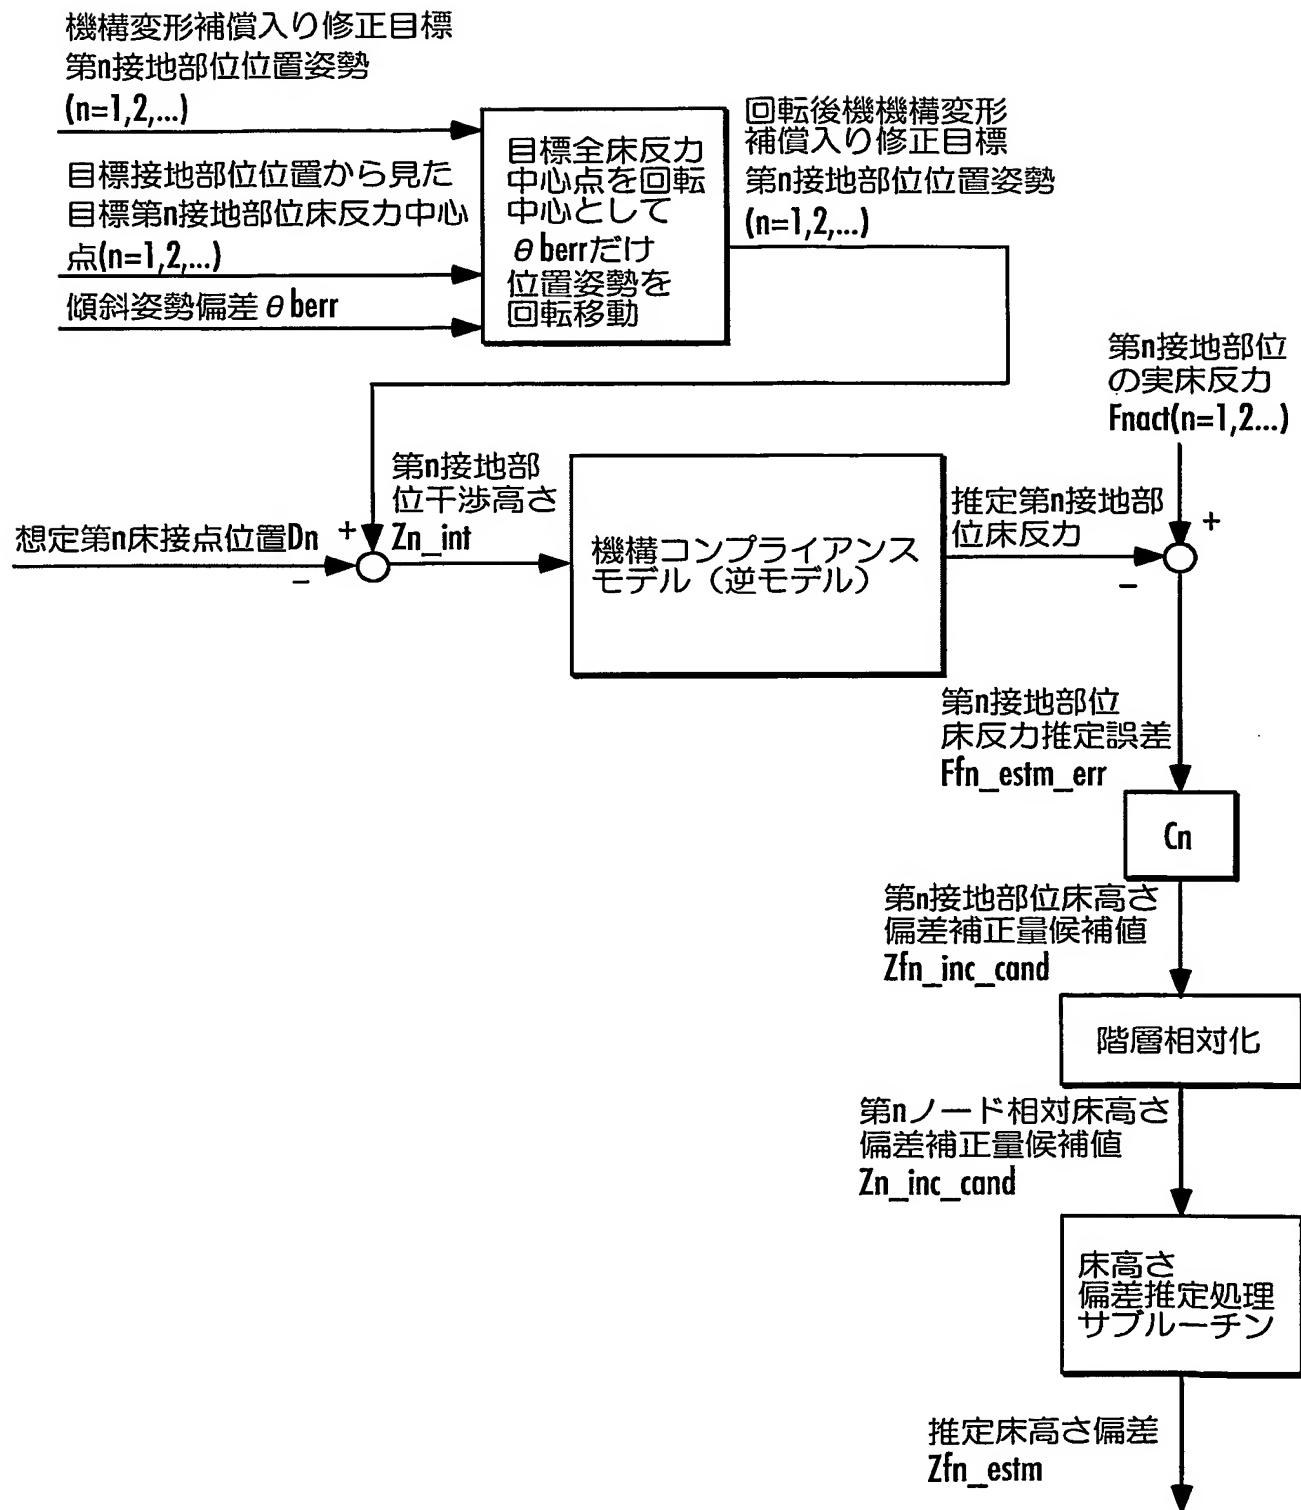 機構変形補償入り修正目標
第n接地部位位置姿勢
(n=1,2,...)
目標接地部位位置から見た
目標第n接地部位床反力中心
点(n=1,2,...)
傾斜姿勢偏差θberr
目標全床反力
中心点を回転
中心として
θberrだけ
位置姿勢を
回転移動
回転後機機構変形
補償入り修正目標
第n接地部位位置姿勢
(n=1,2,...)
第n接地部位
の実床反力
Fnact(n=1,2...)
想定第n床接点位置Dn
+
−
第n接地部
位干渉高さ
Zn_int
機構コンプライアンス
モデル（逆モデル）
推定第n接地部
位床反力
+
−
第n接地部位
床反力推定誤差
Ffn_estm_err
Cn
第n接地部位床高さ
偏差補正量候補値
Zfn_inc_cand
階層相対化
第nノード相対床高さ
偏差補正量候補値
Zn_inc_cand
床高さ
偏差推定処理
サブルーチン
推定床高さ偏差
Zfn_estm